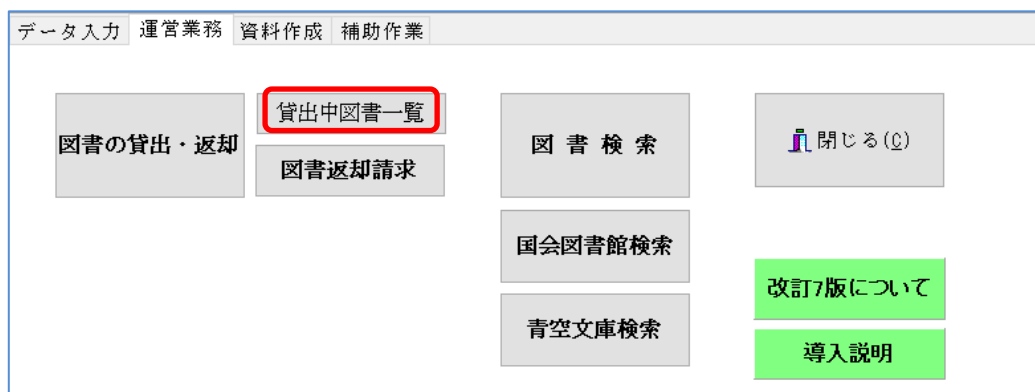 データ入力 運営業務 資料作成 補助作業
貸出中図書一覧
図書の貸出・返却
図書返却請求
図 書 検 索
閉じる(C)
国会図書館検索
改訂7版について
青空文庫検索
導入説明